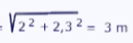 = √2² + 2,3² = 3 m